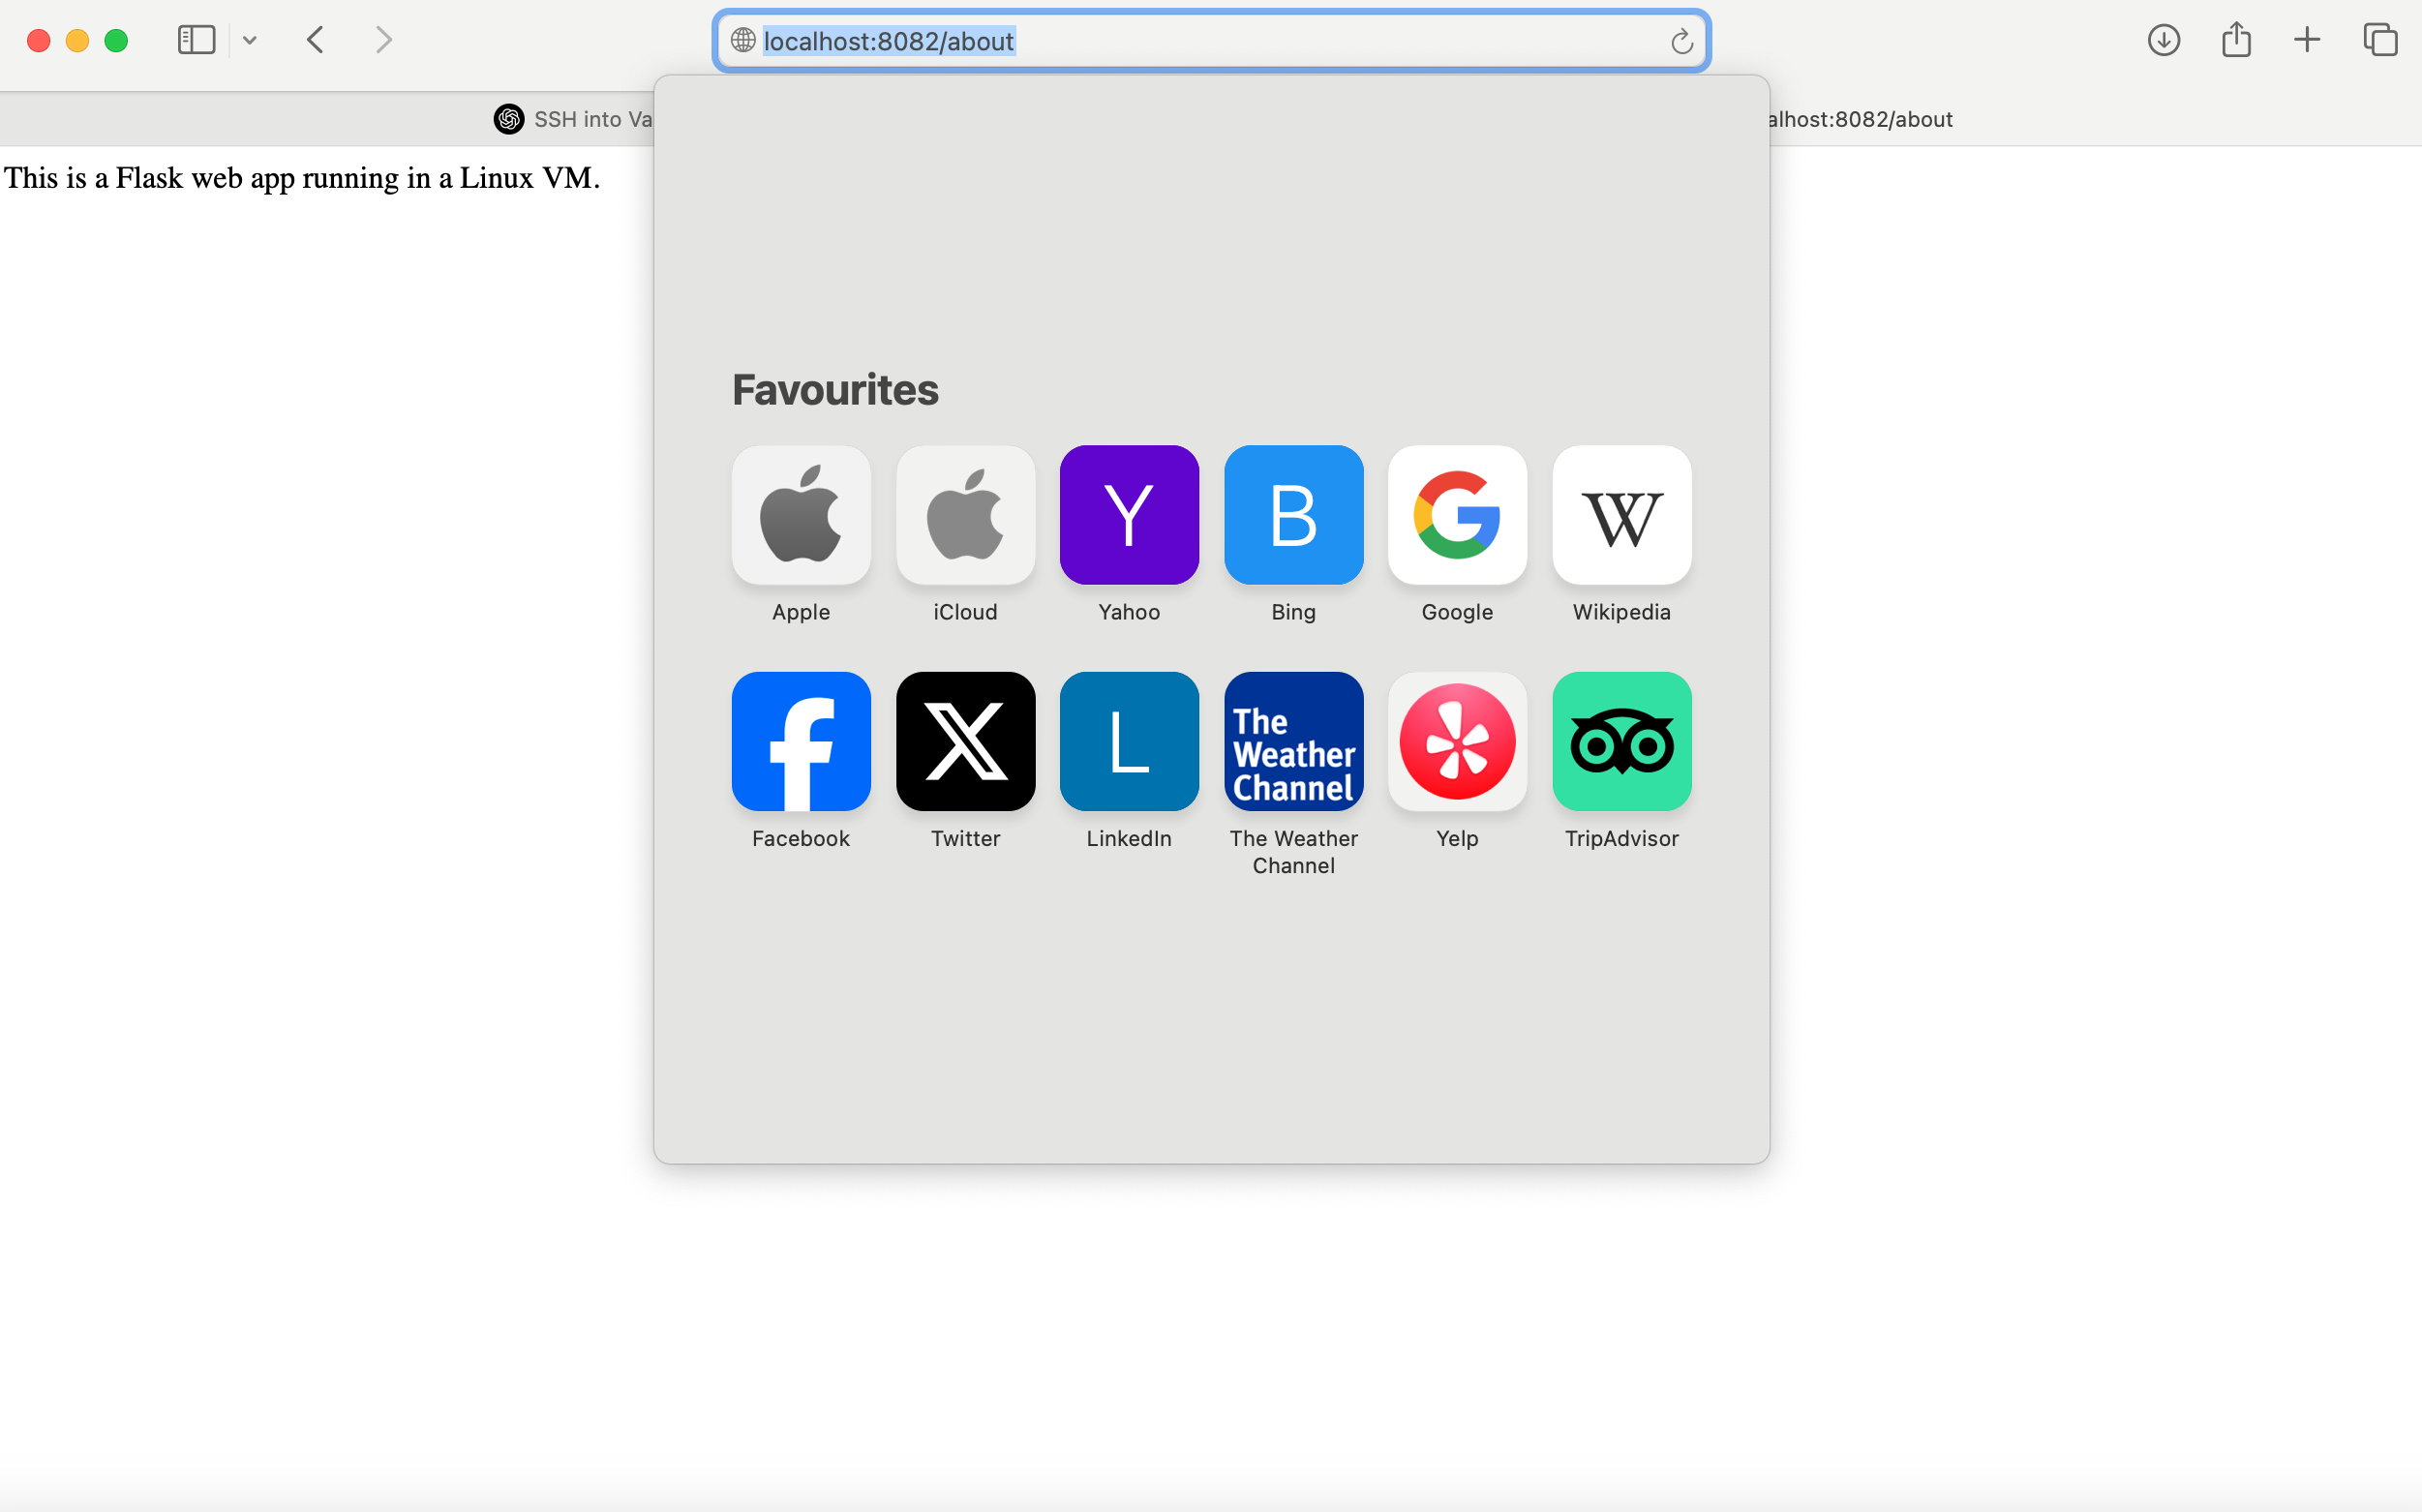 localhost:8082/about
SSH into Va
alhost:8082/about
This is a Flask web app running in a Linux VM.
Favourites
Y
B
G
W
Apple
iCloud
Yahoo
Bing
Google
Wikipedia
f
X
L
The
Weather
Channel
Facebook
Twitter
LinkedIn
The Weather
Channel
Yelp
TripAdvisor